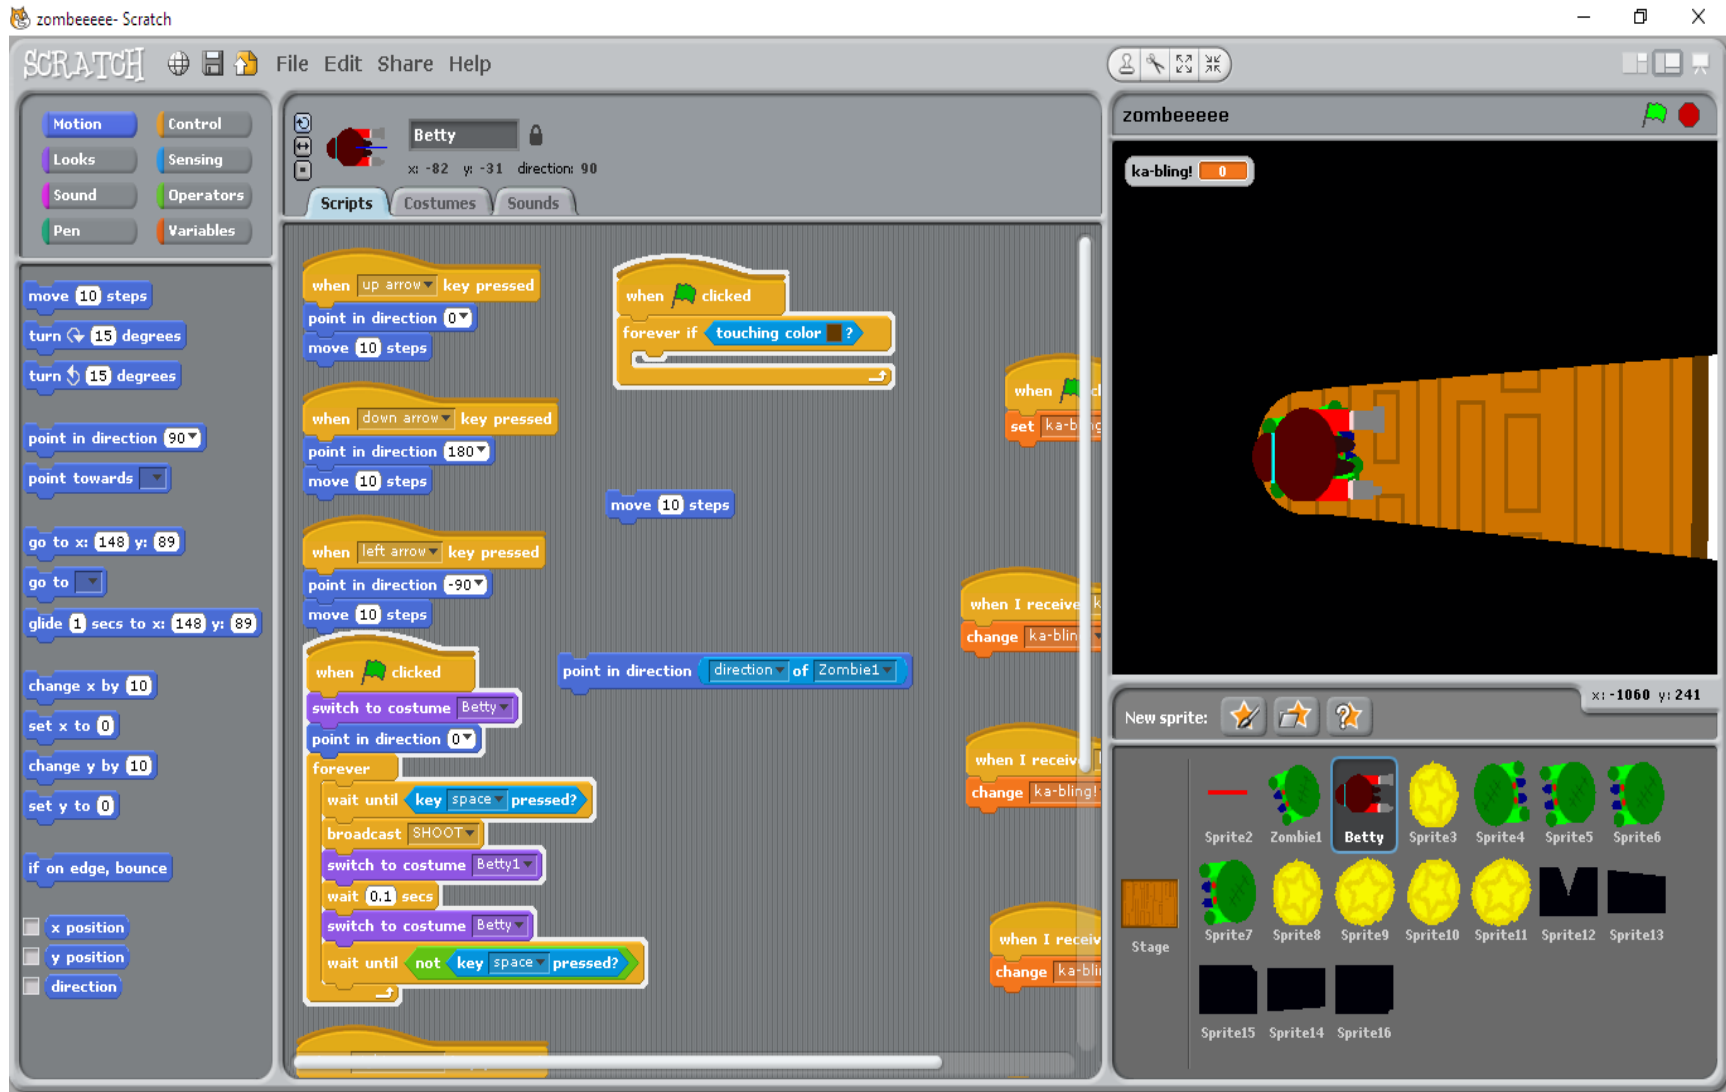 zombeeeee- Scratch
SCRATCH File Edit Share Help
Motion Control
Looks Sensing
Sound Operators
Pen Variables
move 10 steps
turn 15 degrees
turn 15 degrees
point in direction 90
point towards
go to x: 148 y: 89
go to
glide 1 secs to x: 148 y: 89
change x by 10
set x to 0
change y by 10
set y to 0
if on edge, bounce
x position
y position
direction
Betty
x: -82 y: -31 direction: 90
Scripts Costumes Sounds
when up arrow key pressed
point in direction 0
move 10 steps
when down arrow key pressed
point in direction 180
move 10 steps
when left arrow key pressed
point in direction -90
move 10 steps
when clicked
switch to costume Betty
point in direction 0
forever
wait until key space pressed?
broadcast SHOOT
switch to costume Betty1
wait 0.1 secs
switch to costume Betty
wait until not key space pressed?
when clicked
forever if touching color ?
move 10 steps
point in direction direction of Zombie1
when cl
set ka-bling
when I receive k
change ka-blin
when I receiv
change ka-bling!
when I receiv
change ka-bli
zombeeeee
ka-bling! 0
x: -1060 y: 241
New sprite:
Stage
Sprite2 Zombie1 Betty Sprite3 Sprite4 Sprite5 Sprite6
Sprite7 Sprite8 Sprite9 Sprite10 Sprite11 Sprite12 Sprite13
Sprite15 Sprite14 Sprite16